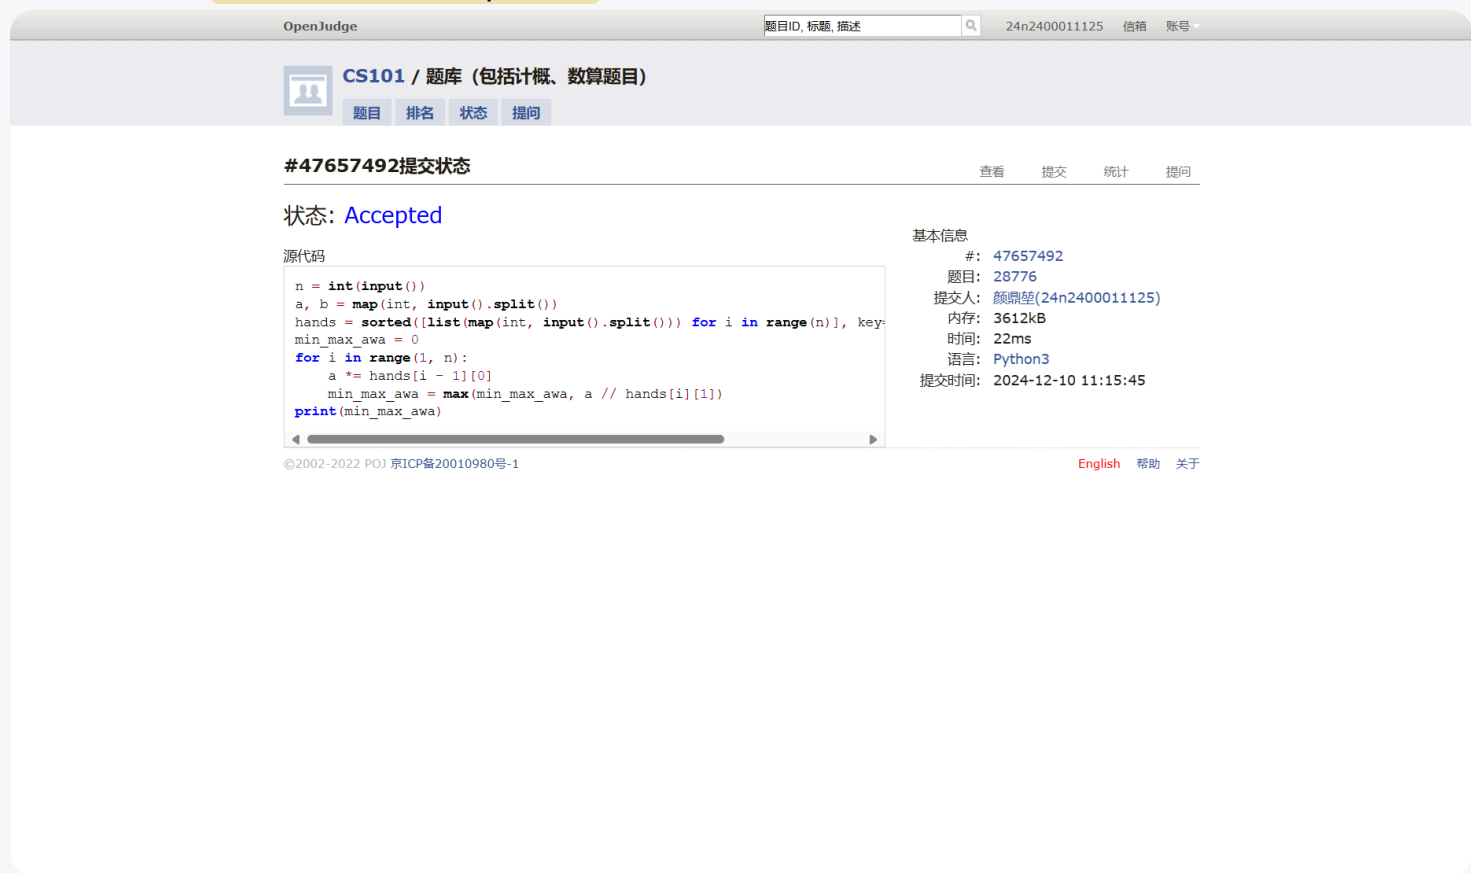 OpenJudge
题目ID, 标题, 描述
24n2400011125 信箱 账号
CS101 / 题库（包括计概、数算题目）
题目 排名 状态 提问
#47657492提交状态
查看 提交 统计 提问
状态: Accepted
源代码
n = int(input())
a, b = map(int, input().split())
hands = sorted([list(map(int, input().split())) for i in range(n)], key=
min_max_awa = 0
for i in range(1, n):
    a *= hands[i - 1][0]
    min_max_awa = max(min_max_awa, a // hands[i][1])
print(min_max_awa)
基本信息
#: 47657492
题目: 28776
提交人: 颜鼎堃(24n2400011125)
内存: 3612kB
时间: 22ms
语言: Python3
提交时间: 2024-12-10 11:15:45
©2002-2022 POJ 京ICP备20010980号-1
English 帮助 关于